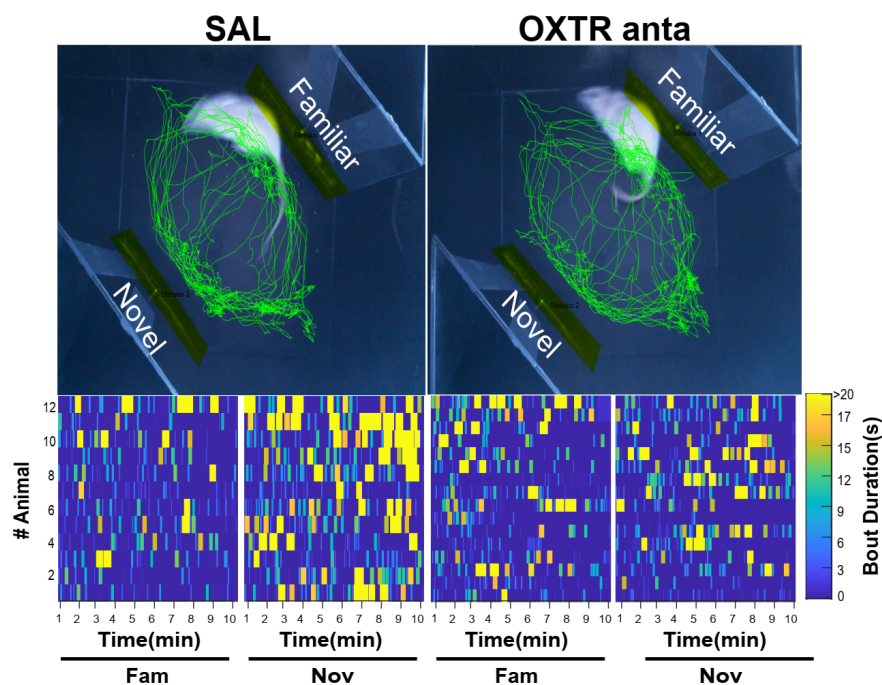 SAL
OXTR anta
Familiar
Novel
Stimulus 2
Familiar
Novel
Stimulus 2
# Animal
12
10
8
6
4
2
1 2 3 4 5 6 7 8 9 10
1 2 3 4 5 6 7 8 9 10
1 2 3 4 5 6 7 8 9 10
1 2 3 4 5 6 7 8 9 10
>20
17
15
12
9
6
3
0
Bout Duration(s)
Time(min)
Time(min)
Time(min)
Time(min)
Fam
Nov
Fam
Nov